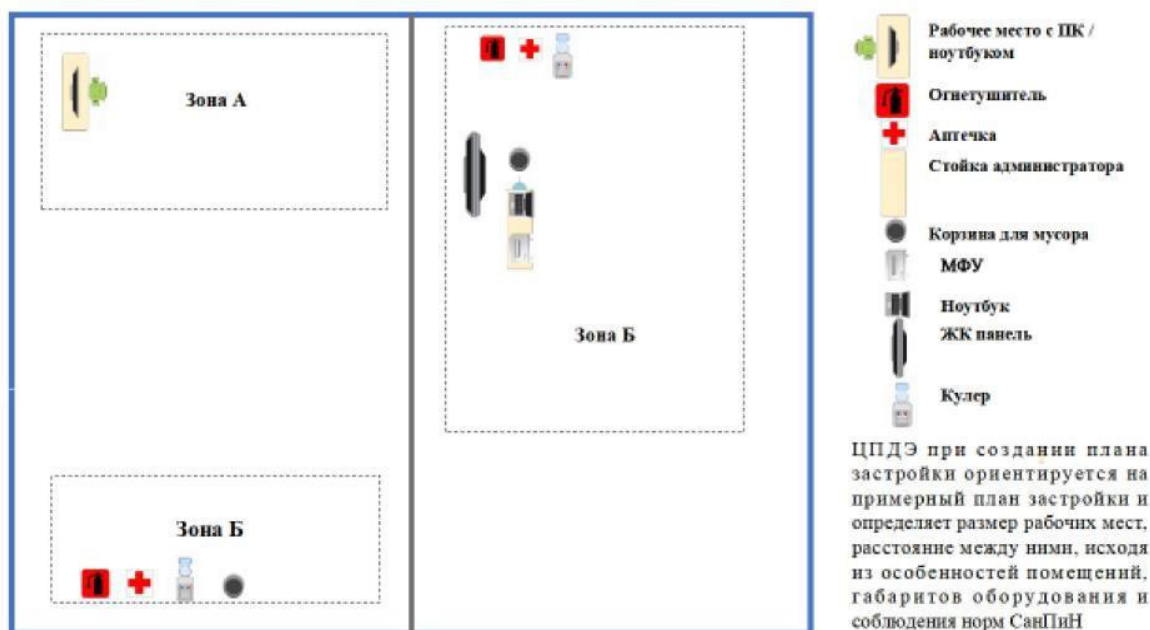 Зона А
Зона Б
Зона Б
Рабочее место с ПК /
ноутбуком
Огнетушитель
Аптечка
Стойка администратора
Корзина для мусора
МФУ
Ноутбук
ЖК панель
Кулер
ЦПДЭ при создании плана
застройки ориентируется на
примерный план застройки и
определяет размер рабочих мест,
расстояние между ними, исходя
из особенностей помещений,
габаритов оборудования и
соблюдения норм СанПиН